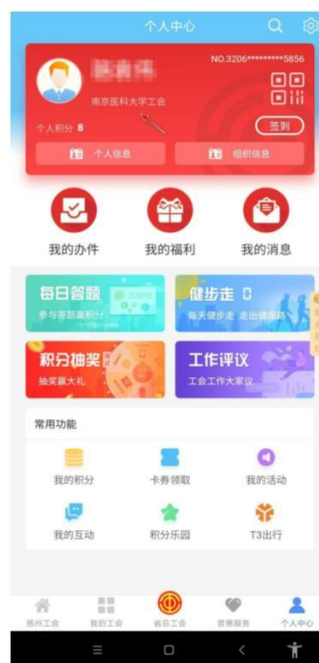 个人中心
NO.3206*********5856
南京医科大学工会
个人积分 8
签到
个人信息
组织信息
我的办件
我的福利
我的消息
每日答题
参与答题赢积分
健步走
每天健步走 走出健康路
积分抽奖
抽奖赢大礼
工作评议
工会工作大家议
常用功能
我的积分
卡券领取
我的活动
我的互动
积分乐园
T3出行
扬州工会
我的工会
省总工会
普惠服务
个人中心